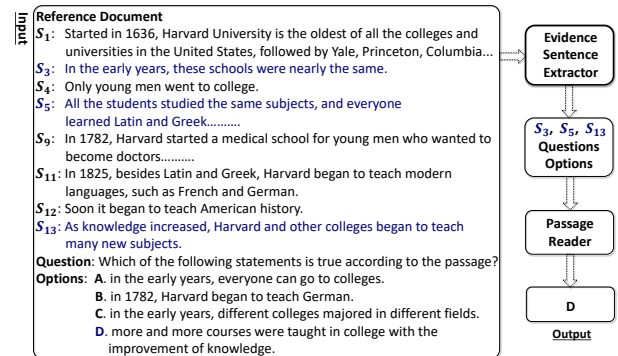 Input
Reference Document
S1: Started in 1636, Harvard University is the oldest of all the colleges and
universities in the United States, followed by Yale, Princeton, Columbia...
S3: In the early years, these schools were nearly the same.
S4: Only young men went to college.
S5: All the students studied the same subjects, and everyone
learned Latin and Greek.........
S9: In 1782, Harvard started a medical school for young men who wanted to
become doctors..........
S11: In 1825, besides Latin and Greek, Harvard began to teach modern
languages, such as French and German.
S12: Soon it began to teach American history.
S13: As knowledge increased, Harvard and other colleges began to teach
many new subjects.
Question: Which of the following statements is true according to the passage?
Options: A. in the early years, everyone can go to colleges.
B. in 1782, Harvard began to teach German.
C. in the early years, different colleges majored in different fields.
D. more and more courses were taught in college with the
improvement of knowledge.
Evidence
Sentence
Extractor
S3, S5, S13
Questions
Options
Passage
Reader
D
Output